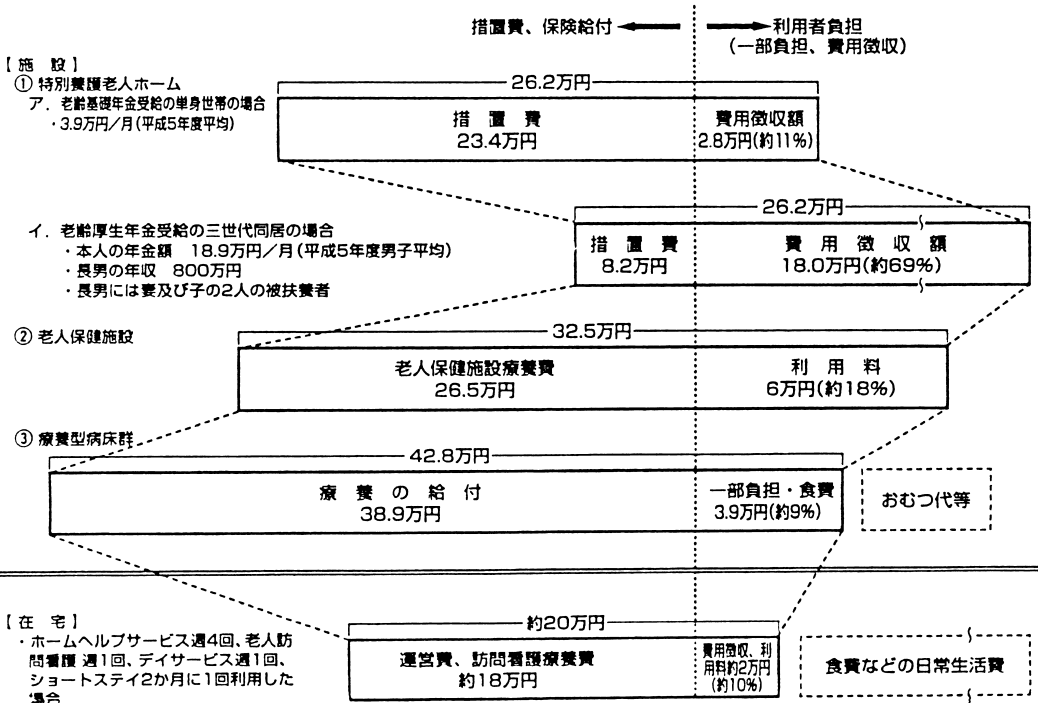 措置費、保険給付
利用者負担
(一部負担、費用徴収)
【施 設】
① 特別養護老人ホーム
ア．老齢基礎年金受給の単身世帯の場合
・3.9万円／月(平成5年度平均)
26.2万円
措 置 費
23.4万円
費用徴収額
2.8万円(約11%)
イ．老齢厚生年金受給の三世代同居の場合
・本人の年金額 18.9万円／月(平成5年度男子平均)
・長男の年収 800万円
・長男には妻及び子の2人の被扶養者
26.2万円
措 置 費
8.2万円
費 用 徴 収 額
18.0万円(約69%)
② 老人保健施設
32.5万円
老人保健施設療養費
26.5万円
利 用 料
6万円(約18%)
③ 療養型病床群
42.8万円
療 養 の 給 付
38.9万円
一部負担・食費
3.9万円(約9%)
おむつ代等
【在 宅】
・ホームヘルプサービス週4回、老人訪
問看護 週1回、デイサービス週1回、
ショートステイ2か月に1回利用した
場合
約20万円
運営費、訪問看護療養費
約18万円
費用徴収、利
用料約2万円
(約10%)
食費などの日常生活費